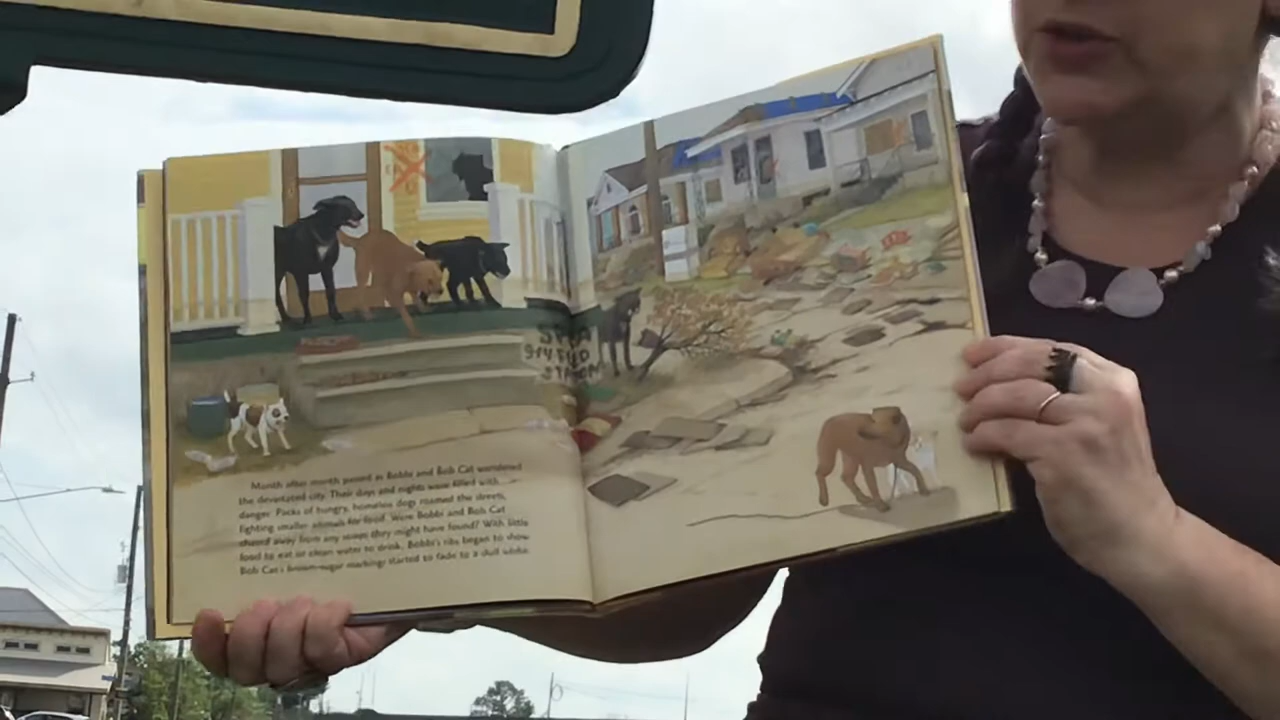 Month after month passed as Bobbi and Bob Cat wandered
the devastated city. Their days and nights were filled with
danger. Packs of hungry, homeless dogs roamed the streets,
fighting smaller animals for food. Were Bobbi and Bob Cat
chased away from any scraps they might have found? With little
food to eat or clean water to drink, Bobbi's ribs began to show.
Bob Cat's brown-sugar markings started to fade to a dull white.